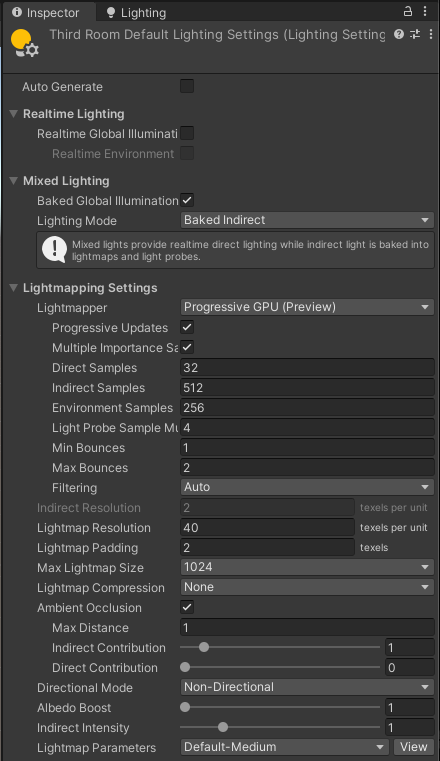 Inspector
Lighting
Third Room Default Lighting Settings (Lighting Setting
Auto Generate
Realtime Lighting
Realtime Global Illuminati
Realtime Environment
Mixed Lighting
Baked Global Illumination
Lighting Mode Baked Indirect
Mixed lights provide realtime direct lighting while indirect light is baked into
lightmaps and light probes.
Lightmapping Settings
Lightmapper Progressive GPU (Preview)
Progressive Updates
Multiple Importance Sa
Direct Samples 32
Indirect Samples 512
Environment Samples 256
Light Probe Sample Mu 4
Min Bounces 1
Max Bounces 2
Filtering Auto
Indirect Resolution 2 texels per unit
Lightmap Resolution 40 texels per unit
Lightmap Padding 2 texels
Max Lightmap Size 1024
Lightmap Compression None
Ambient Occlusion
Max Distance 1
Indirect Contribution 1
Direct Contribution 0
Directional Mode Non-Directional
Albedo Boost 1
Indirect Intensity 1
Lightmap Parameters Default-Medium View